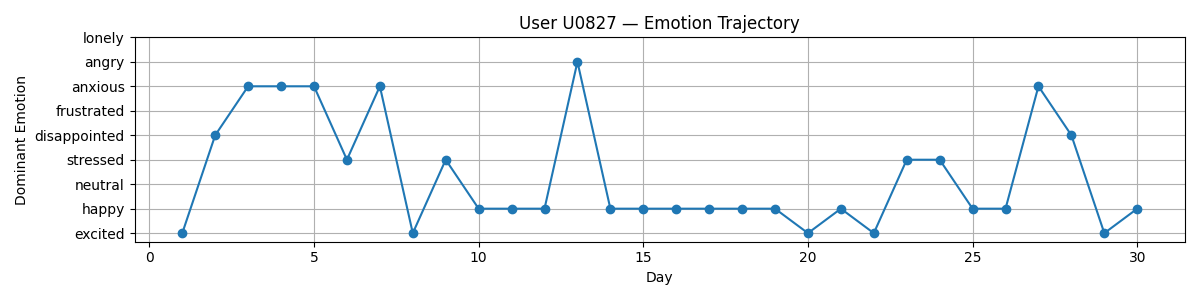 User U0827 — Emotion Trajectory
Dominant Emotion
lonely
angry
anxious
frustrated
disappointed
stressed
neutral
happy
excited
0 5 10 15 20 25 30
Day